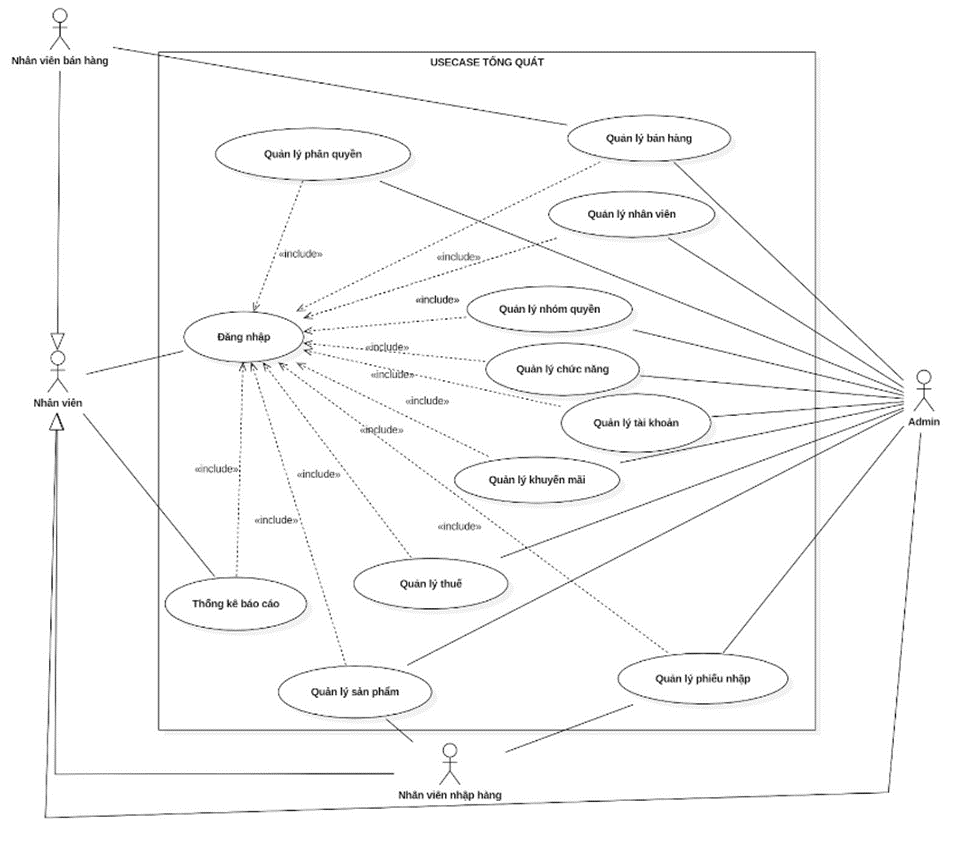 Nhân viên bán hàng
USECASE TỔNG QUÁT
Quản lý phân quyền
Quản lý bán hàng
Quản lý nhân viên
«include»
«include»
«include»
Quản lý nhóm quyền
Đăng nhập
«include»
Quản lý chức năng
«include»
Nhân viên
«include»
Quản lý tài khoản
Admin
«include»
«include»
«include»
Quản lý khuyến mãi
«include»
«include»
Quản lý thuế
Thống kê báo cáo
Quản lý sản phẩm
Quản lý phiếu nhập
Nhân viên nhập hàng